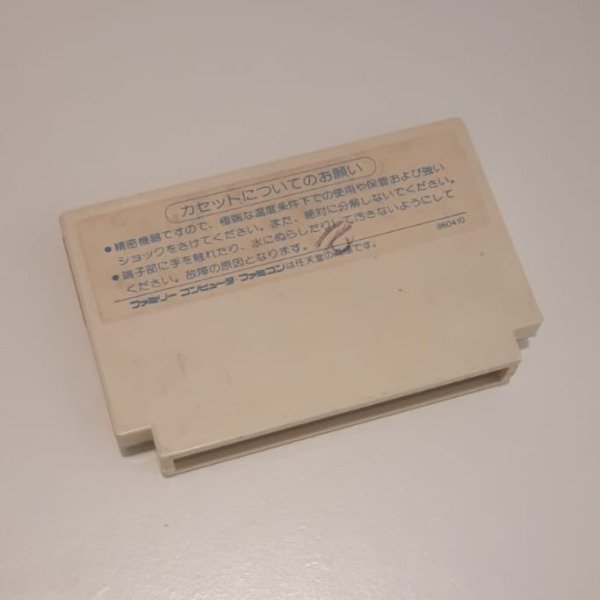 カセットについてのお願い
●精密機器ですので、極端な温度条件下での使用や保管および強い
ショックをさけてください。また、絶対に分解しないでください。
●端子部に手を触れたり、水にぬらしたりして汚さないようにして
ください。故障の原因となります。
860410
ファミリーコンピュータ ファミコンは任天堂の商標です。